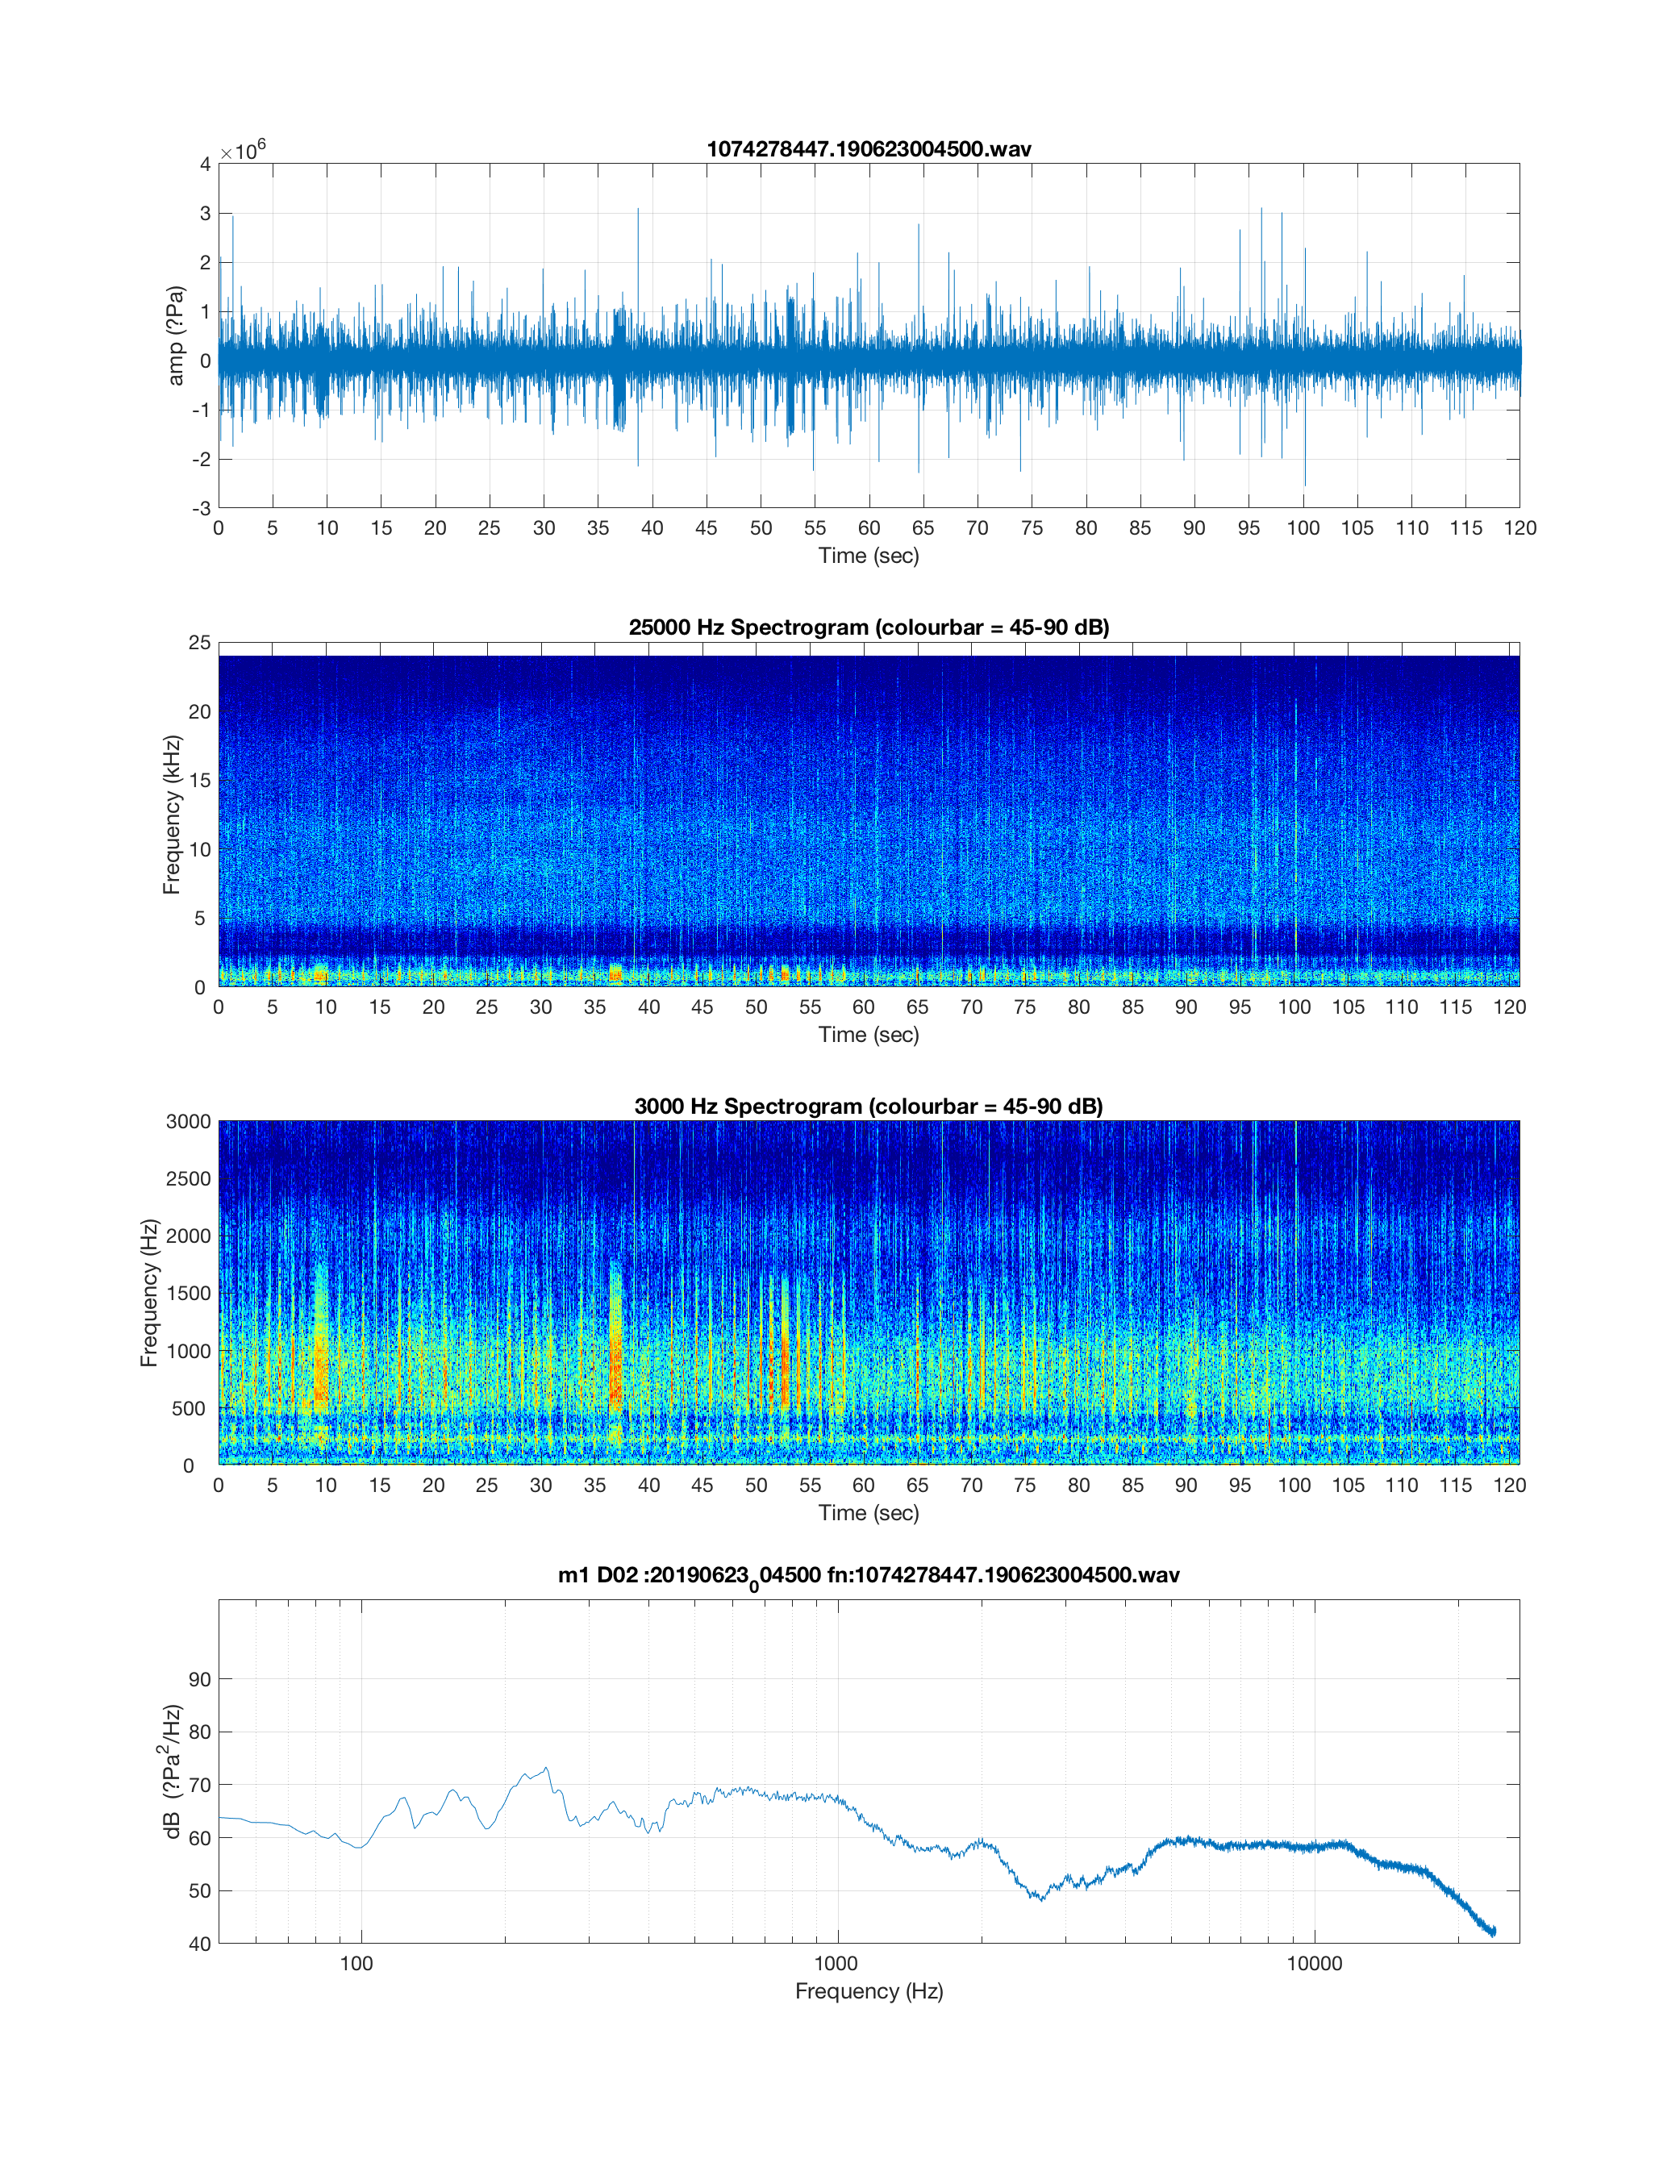 1074278447.190623004500.wav
×10⁶
4
3
2
1
0
-1
-2
-3
amp (?Pa)
0 5 10 15 20 25 30 35 40 45 50 55 60 65 70 75 80 85 90 95 100 105 110 115 120
Time (sec)
25000 Hz Spectrogram (colourbar = 45-90 dB)
25
20
15
10
5
0
Frequency (kHz)
0 5 10 15 20 25 30 35 40 45 50 55 60 65 70 75 80 85 90 95 100 105 110 115 120
Time (sec)
3000 Hz Spectrogram (colourbar = 45-90 dB)
3000
2500
2000
1500
1000
500
0
Frequency (Hz)
0 5 10 15 20 25 30 35 40 45 50 55 60 65 70 75 80 85 90 95 100 105 110 115 120
Time (sec)
m1 D02 :20190623₀04500 fn:1074278447.190623004500.wav
90
80
70
60
50
40
dB (?Pa²/Hz)
100 1000 10000
Frequency (Hz)